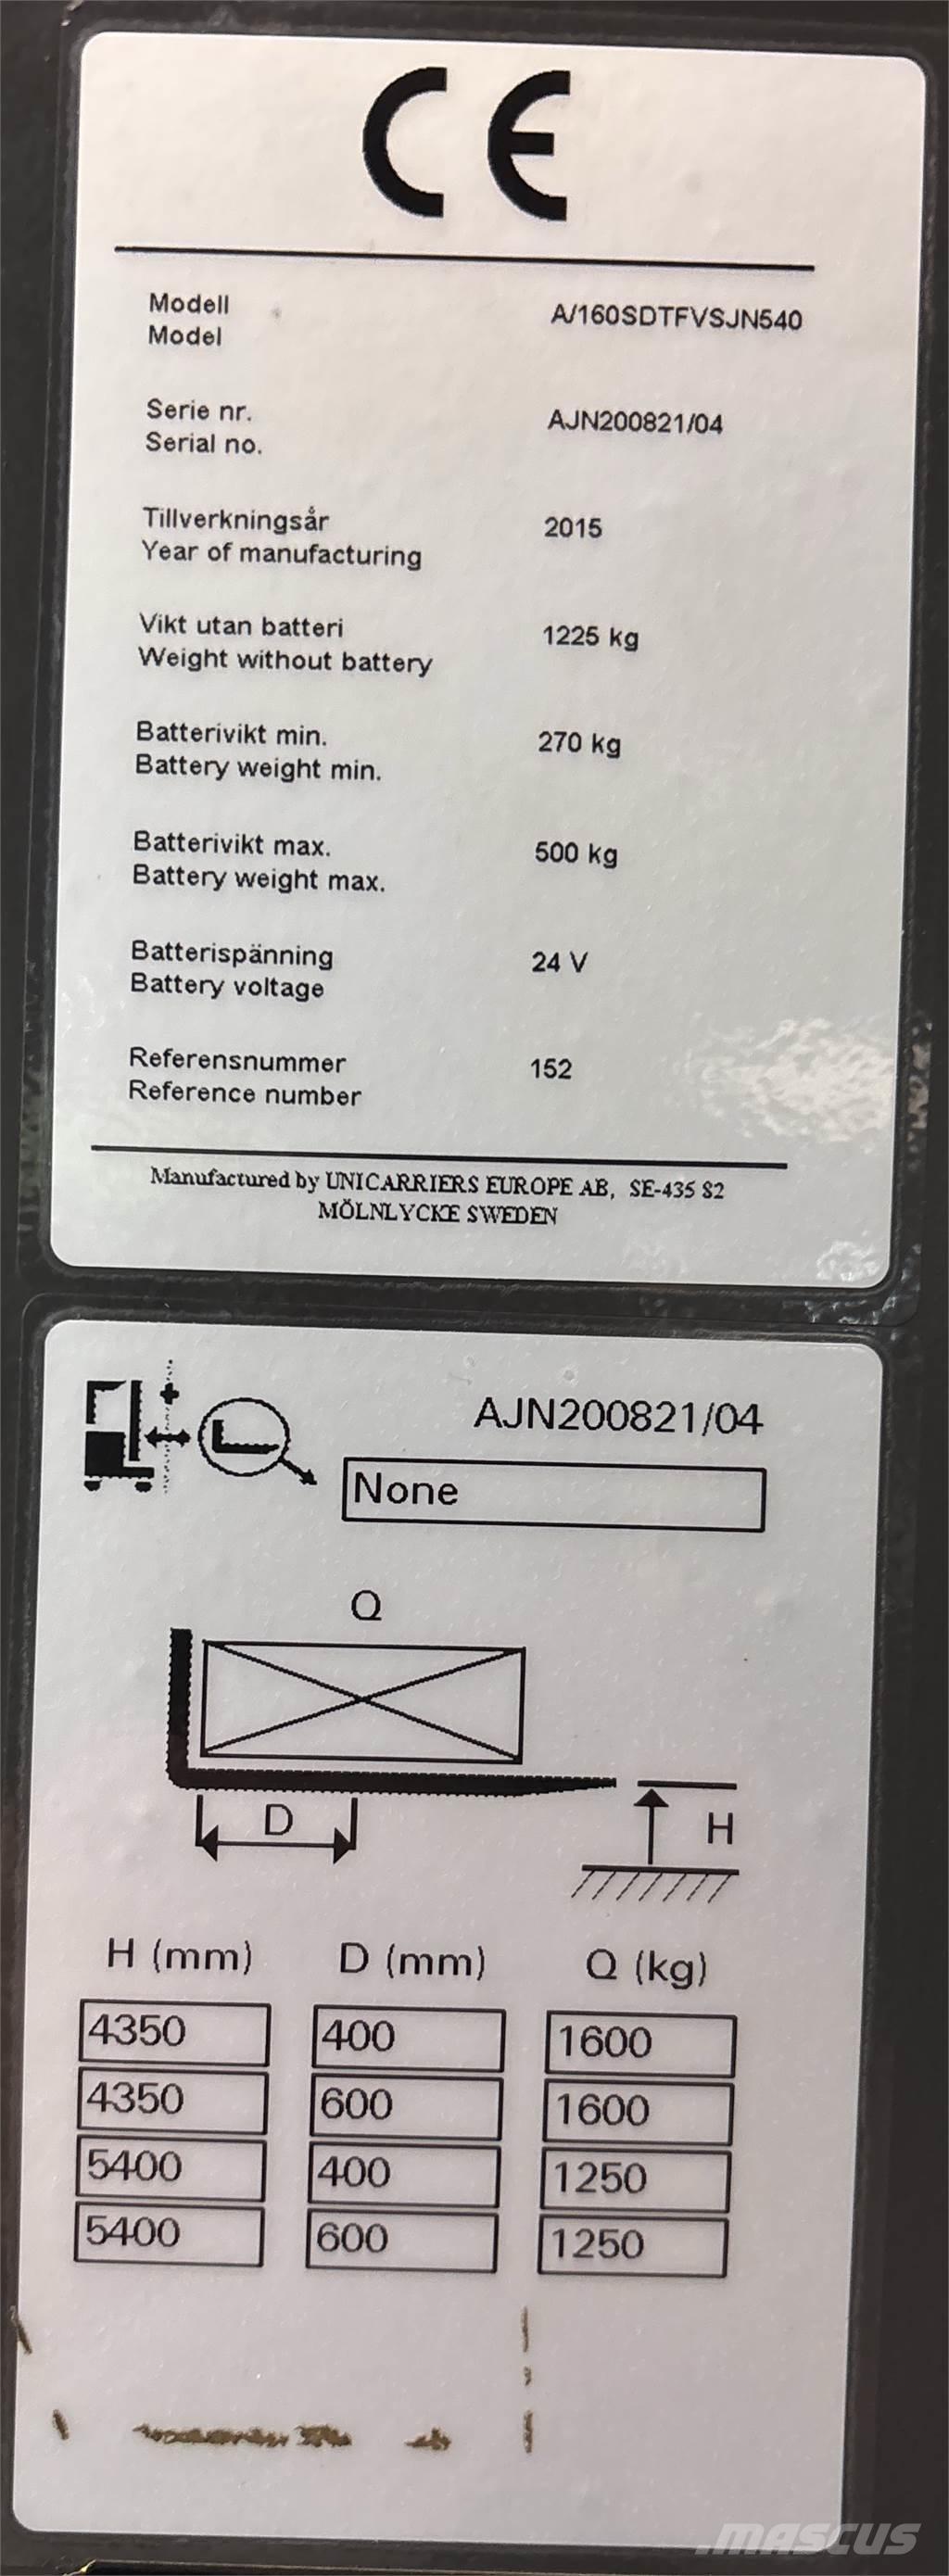 CE
Modell
Model
A/160SDTFVSJN540
Serie nr.
Serial no.
AJN200821/04
Tillverkningsår
Year of manufacturing
2015
Vikt utan batteri
Weight without battery
1225 kg
Batterivikt min.
Battery weight min.
270 kg
Batterivikt max.
Battery weight max.
500 kg
Batterispänning
Battery voltage
24 V
Referensnummer
Reference number
152
Manufactured by UNICARRIERS EUROPE AB, SE-435 82
MÖLNLYCKE SWEDEN
AJN200821/04
None
Q
D
H
H (mm) D (mm) Q (kg)
4350 400 1600
4350 600 1600
5400 400 1250
5400 600 1250
.mascus